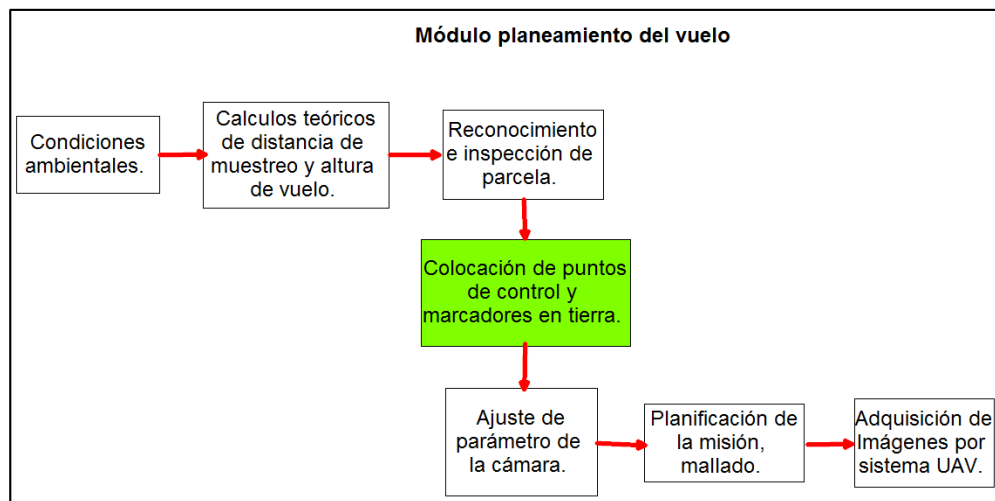 Módulo planeamiento del vuelo
Condiciones
ambientales.
Calculos teóricos
de distancia de
muestreo y altura
de vuelo.
Reconocimiento
e inspección de
parcela.
Colocación de puntos
de control y
marcadores en tierra.
Ajuste de
parámetro de
la cámara.
Planificación de
la misión,
mallado.
Adquisición de
Imágenes por
sistema UAV.